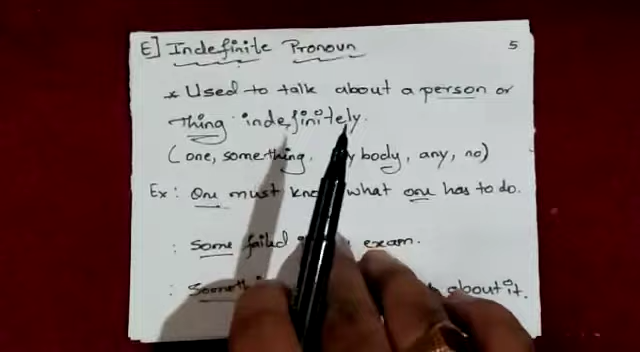 E] Indefinite Pronoun 5
* Used to talk about a person or
Thing indefinitely.
(one, something, body, any, no)
Ex: One must what one has to do.
: Some failed exam.
: about it.